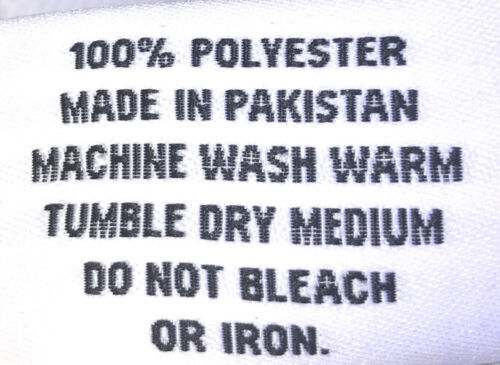 100% POLYESTER
MADE IN PAKISTAN
MACHINE WASH WARM
TUMBLE DRY MEDIUM
DO NOT BLEACH
OR IRON.